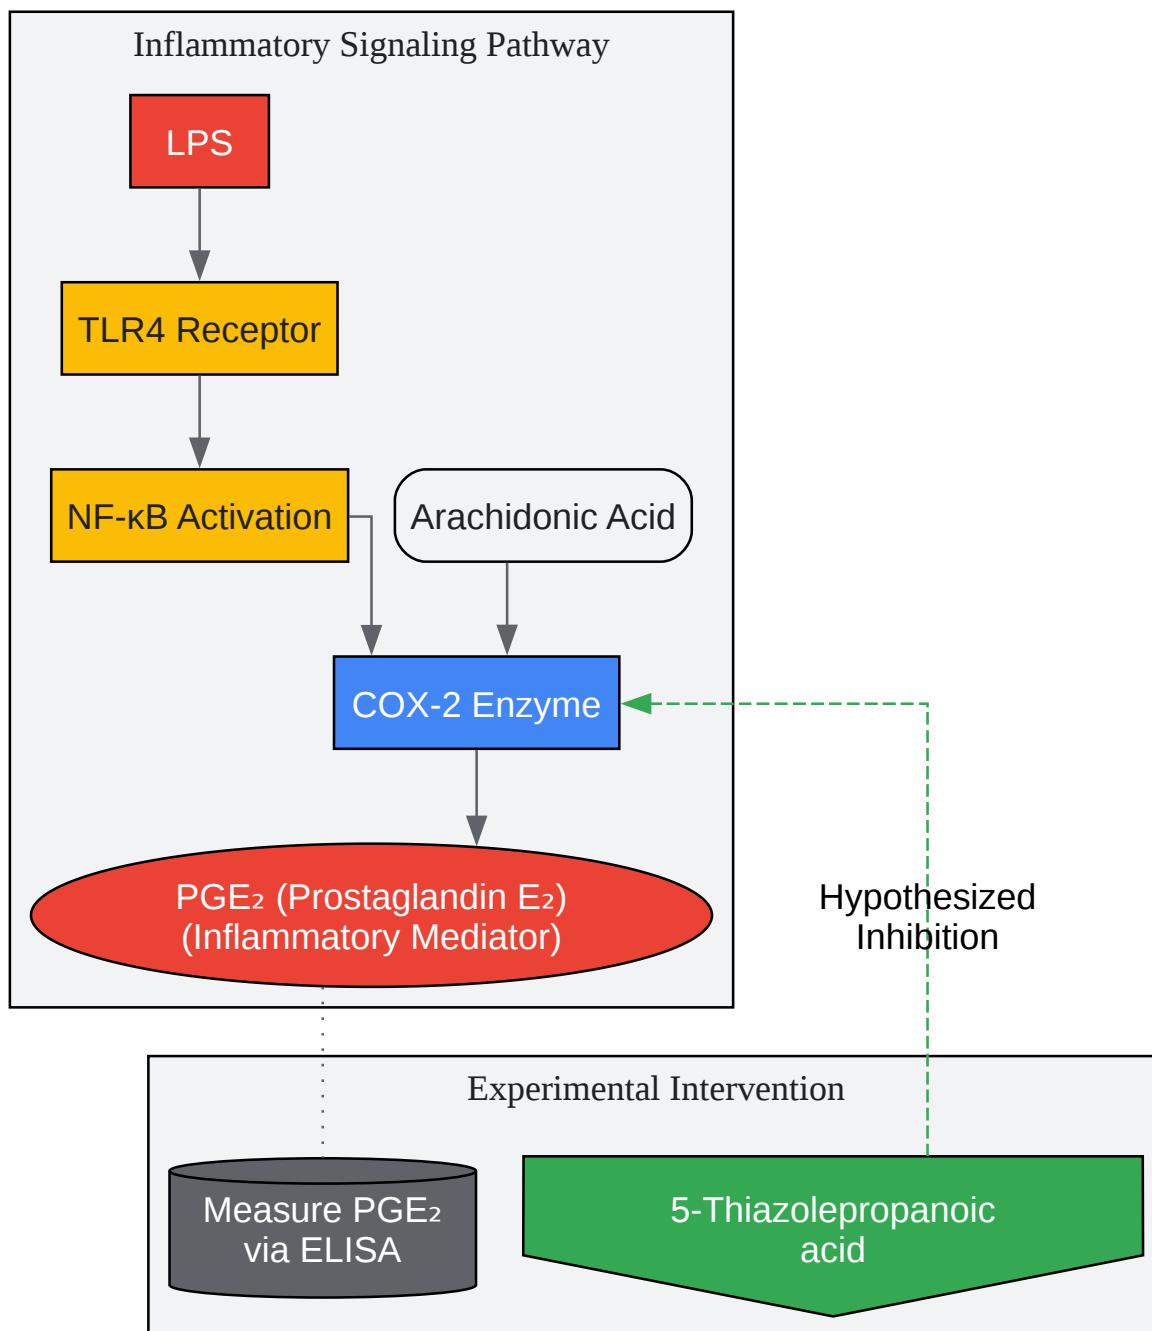 Inflammatory Signaling Pathway
LPS
TLR4 Receptor
NF-κB Activation
Arachidonic Acid
COX-2 Enzyme
PGE₂ (Prostaglandin E₂)
(Inflammatory Mediator)
Hypothesized
Inhibition
Experimental Intervention
Measure PGE₂
via ELISA
5-Thiazolepropanoic
acid